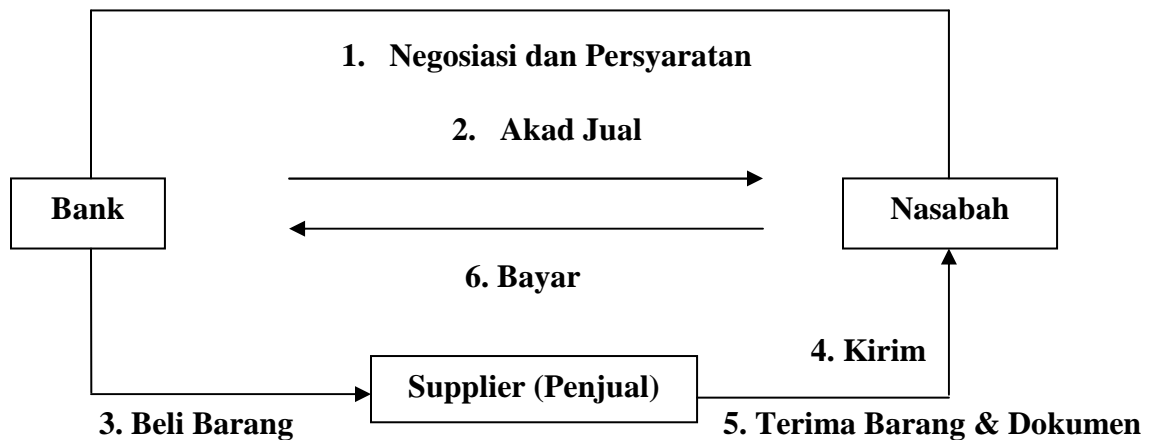 1. Negosiasi dan Persyaratan
2. Akad Jual
Bank
Nasabah
6. Bayar
4. Kirim
Supplier (Penjual)
3. Beli Barang
5. Terima Barang & Dokumen